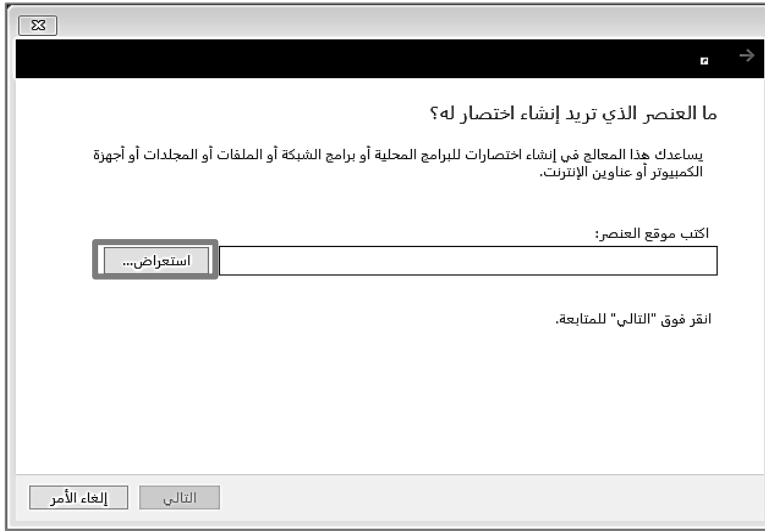 ما العنصر الذي تريد إنشاء اختصار له؟
يساعدك هذا المعالج في إنشاء اختصارات للبرامج المحلية أو برامج الشبكة أو الملفات أو المجلدات أو أجهزة
الكمبيوتر أو عناوين الإنترنت.
اكتب موقع العنصر:
استعراض...
انقر فوق "التالي" للمتابعة.
التالي
إلغاء الأمر